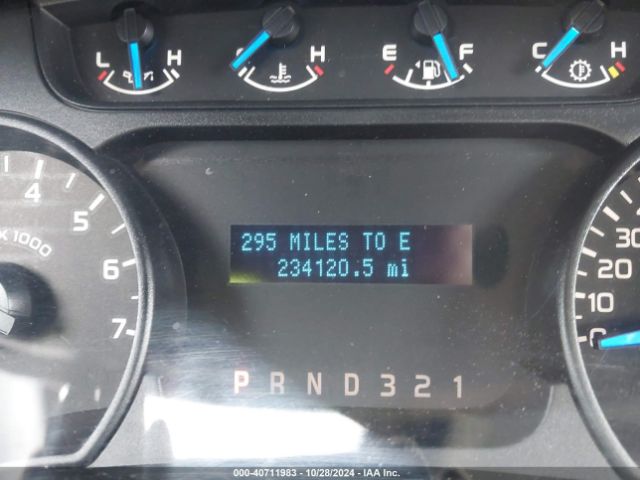 L H C H E F C H
4 5 6 7
X 1000
295 MILES TO E
234120.5 mi
30
20
10
0
P R N D 3 2 1
000-40711983 / 10/28/2024 - IAA Inc.